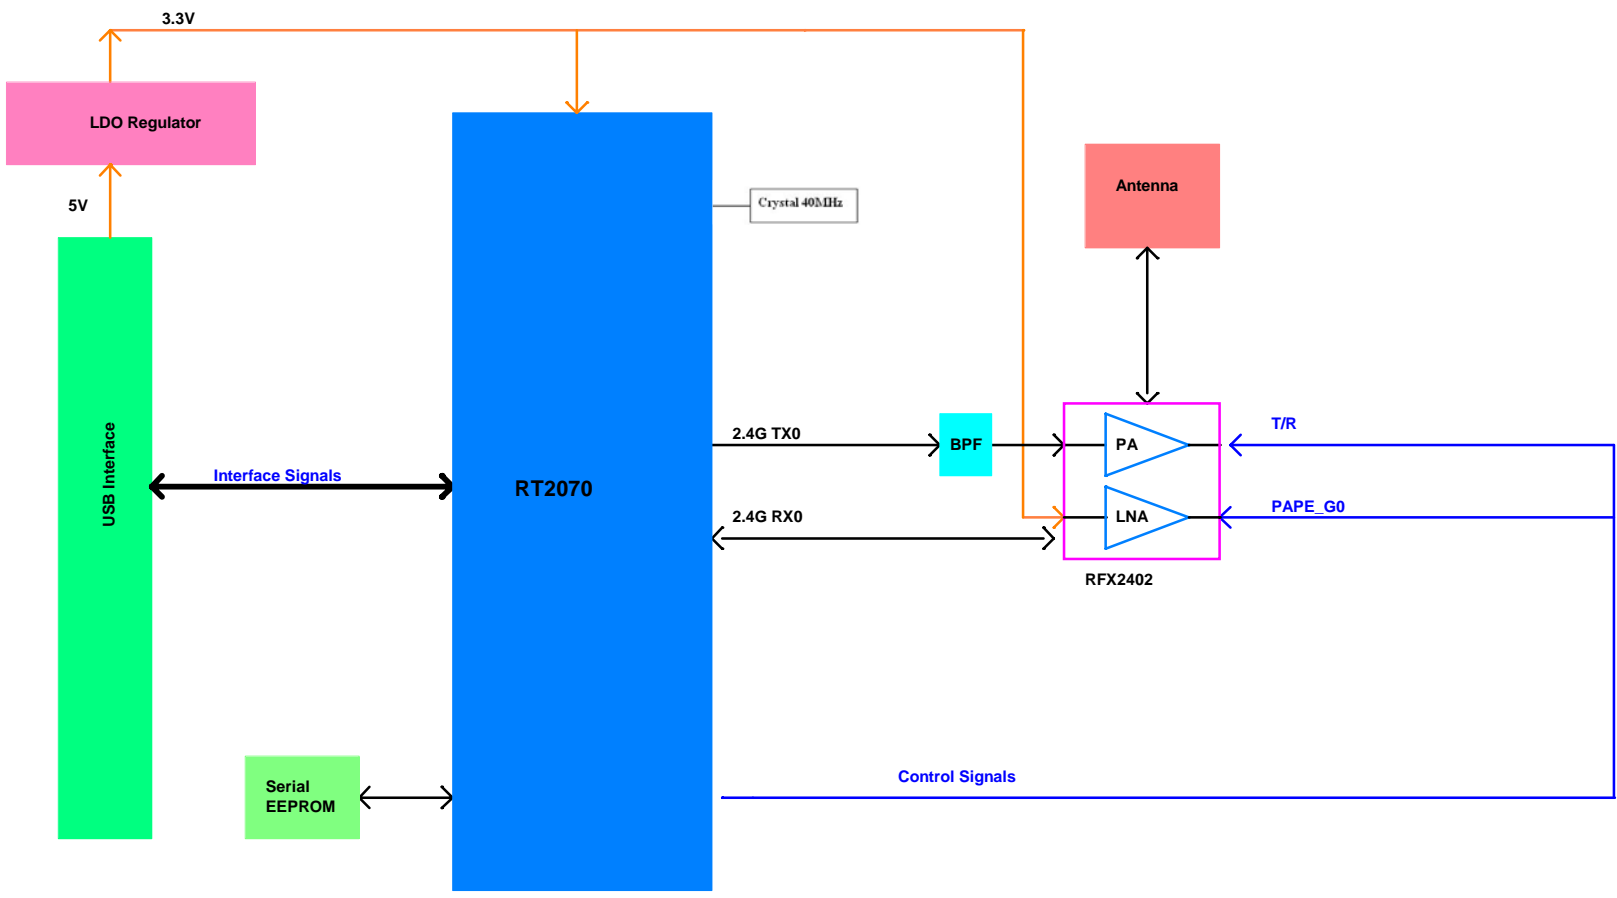 3.3V
LDO Regulator
5V
Crystal 40MHz
Antenna
2.4G TX0
BPF
PA
T/R
USB Interface
Interface Signals
RT2070
2.4G RX0
LNA
PAPE_G0
RFX2402
Control Signals
Serial
EEPROM